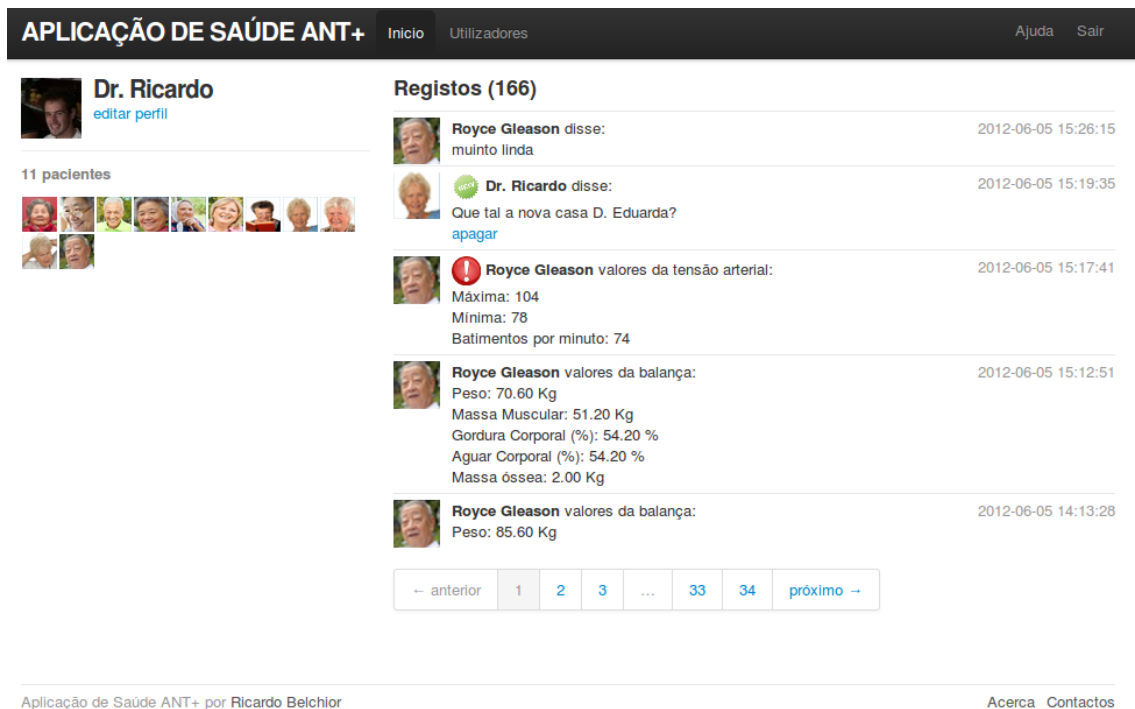 APLICAÇÃO DE SAÚDE ANT+ Inicio Utilizadores Ajuda Sair
Dr. Ricardo
editar perfil
11 pacientes
Registos (166)
Royce Gleason disse: 2012-06-05 15:26:15
muinto linda
NEW Dr. Ricardo disse: 2012-06-05 15:19:35
Que tal a nova casa D. Eduarda?
apagar
! Royce Gleason valores da tensão arterial: 2012-06-05 15:17:41
Máxima: 104
Mínima: 78
Batimentos por minuto: 74
Royce Gleason valores da balança: 2012-06-05 15:12:51
Peso: 70.60 Kg
Massa Muscular: 51.20 Kg
Gordura Corporal (%): 54.20 %
Aguar Corporal (%): 54.20 %
Massa óssea: 2.00 Kg
Royce Gleason valores da balança: 2012-06-05 14:13:28
Peso: 85.60 Kg
← anterior 1 2 3 … 33 34 próximo →
Aplicação de Saúde ANT+ por Ricardo Belchior Acerca Contactos